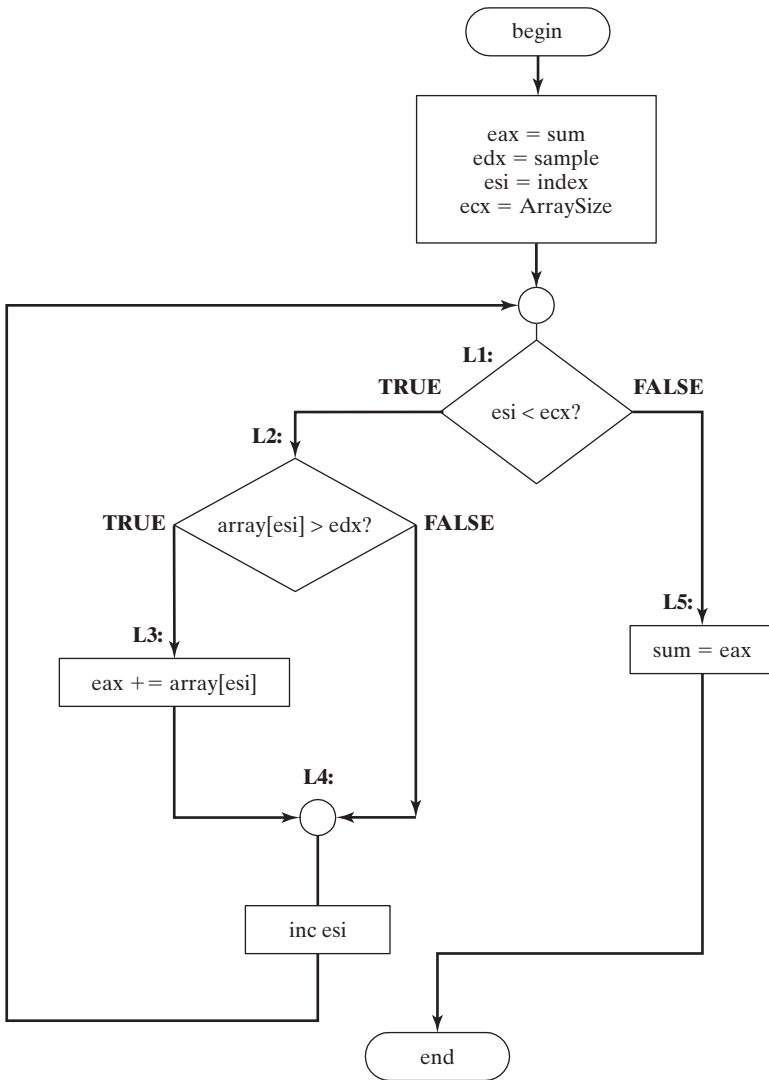 begin
eax = sum
edx = sample
esi = index
ecx = ArraySize
L1:
TRUE
FALSE
esi < ecx?
L2:
TRUE
array[esi] > edx?
FALSE
L3:
eax += array[esi]
L5:
sum = eax
L4:
inc esi
end